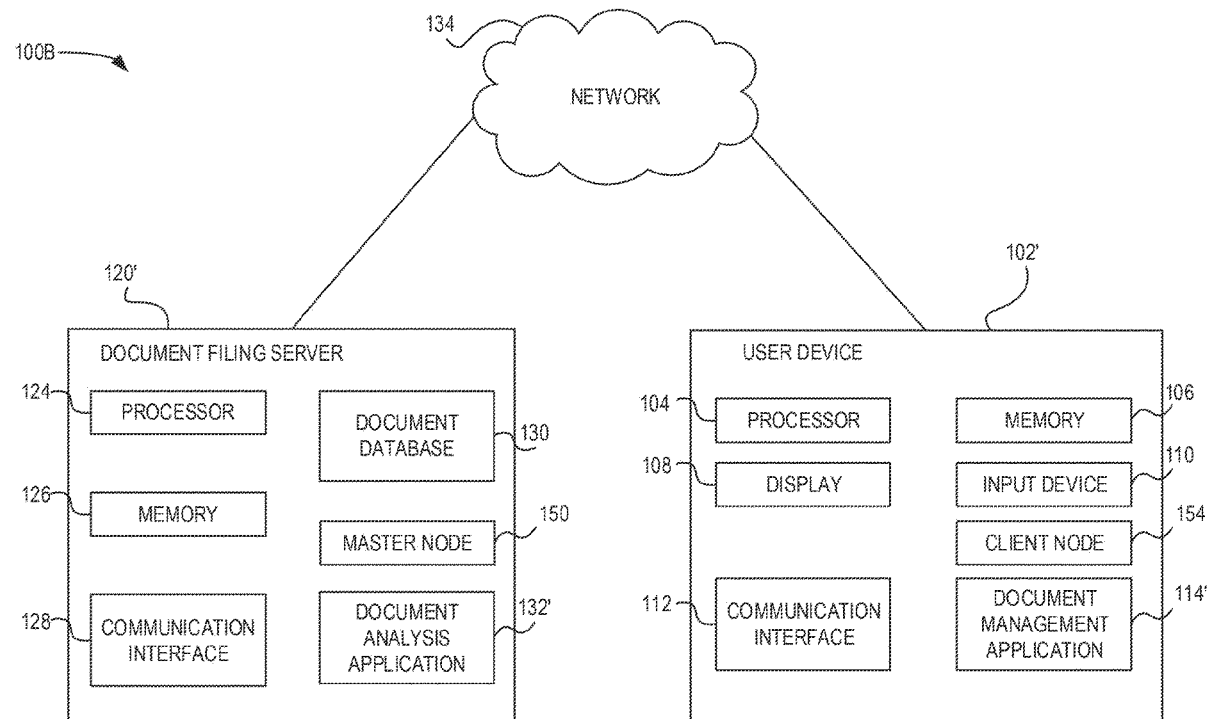 134
100B
NETWORK
120'
102'
DOCUMENT FILING SERVER
124
PROCESSOR
DOCUMENT
DATABASE
130
126
MEMORY
150
MASTER NODE
128
COMMUNICATION
INTERFACE
DOCUMENT
ANALYSIS
APPLICATION
132'
USER DEVICE
104
PROCESSOR
106
MEMORY
108
DISPLAY
110
INPUT DEVICE
154
CLIENT NODE
112
COMMUNICATION
INTERFACE
DOCUMENT
MANAGEMENT
APPLICATION
114'